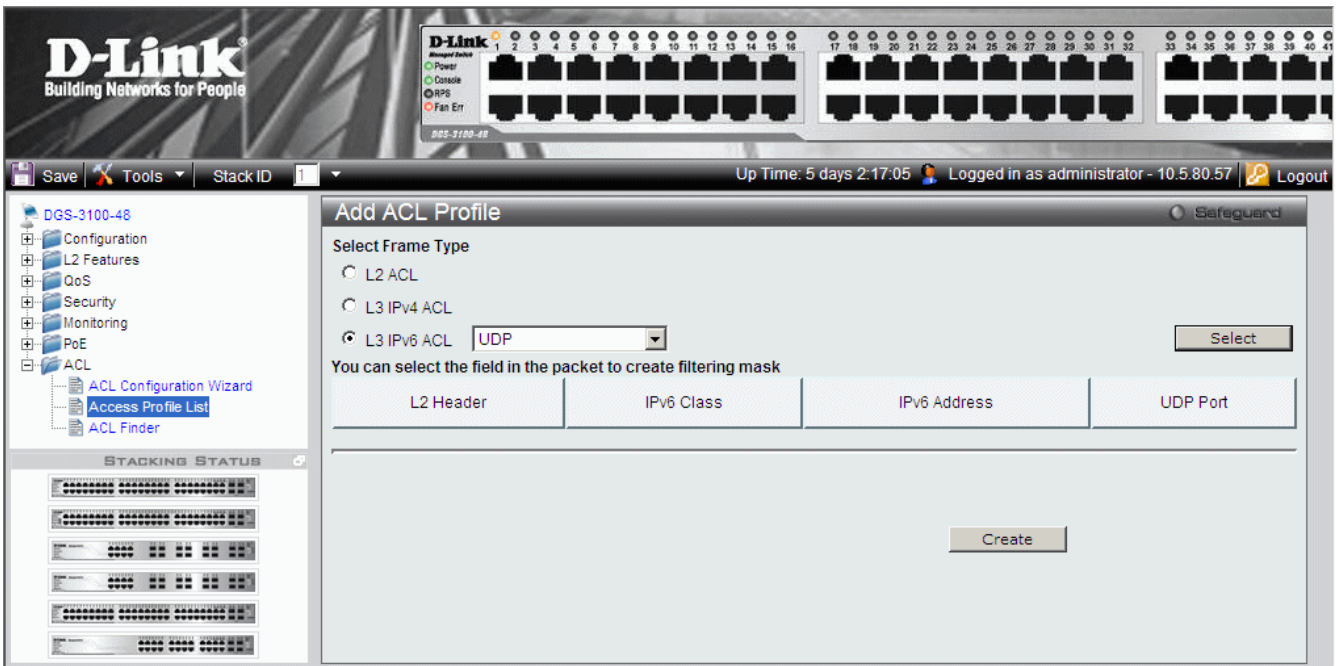 D-Link
Building Networks for People
D-Link
Managed Switch
Power
Console
RPS
Fan Err
1 2 3 4 5 6 7 8 9 10 11 12 13 14 15 16
17 18 19 20 21 22 23 24 25 26 27 28 29 30 31 32
33 34 35 36 37 38 39 40 41
DGS-3100-48
Save Tools Stack ID 1
Up Time: 5 days 2:17:05 Logged in as administrator - 10.5.80.57 Logout
DGS-3100-48
Configuration
L2 Features
QoS
Security
Monitoring
PoE
ACL
ACL Configuration Wizard
Access Profile List
ACL Finder
STACKING STATUS
Add ACL Profile
Safeguard
Select Frame Type
L2 ACL
L3 IPv4 ACL
L3 IPv6 ACL UDP Select
You can select the field in the packet to create filtering mask
L2 Header IPv6 Class IPv6 Address UDP Port
Create